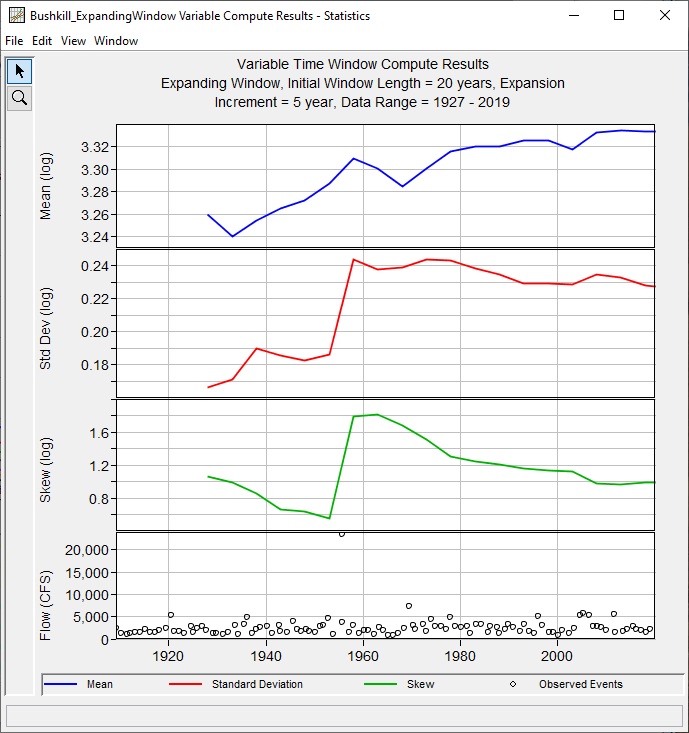 Bushkill_ExpandingWindow Variable Compute Results - Statistics
File Edit View Window
Variable Time Window Compute Results
Expanding Window, Initial Window Length = 20 years, Expansion
Increment = 5 year, Data Range = 1927 - 2019
Mean (log)
3.32
3.30
3.28
3.26
3.24
Std Dev (log)
0.24
0.22
0.20
0.18
Skew (log)
1.6
1.2
0.8
Flow (CFS)
20,000
15,000
10,000
5,000
0
1920 1940 1960 1980 2000
Mean Standard Deviation Skew Observed Events